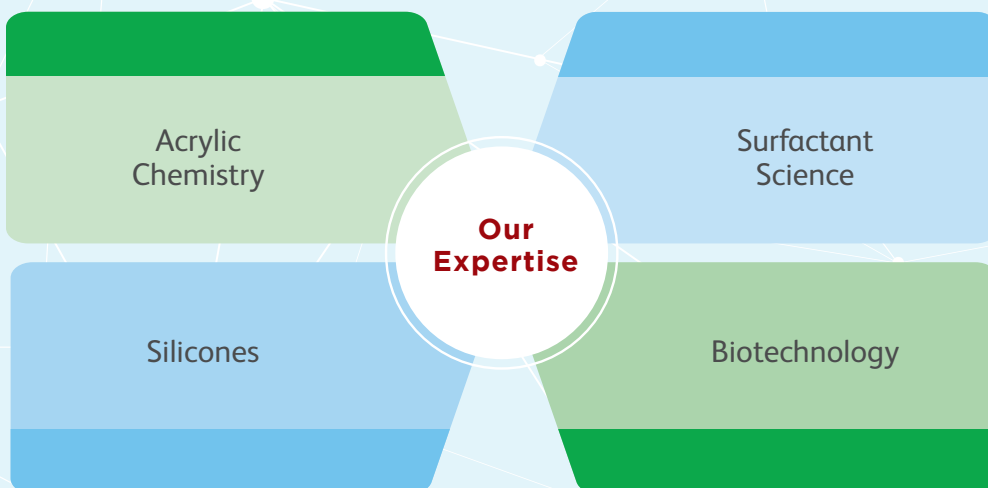 Acrylic
Chemistry
Surfactant
Science
Our
Expertise
Silicones
Biotechnology